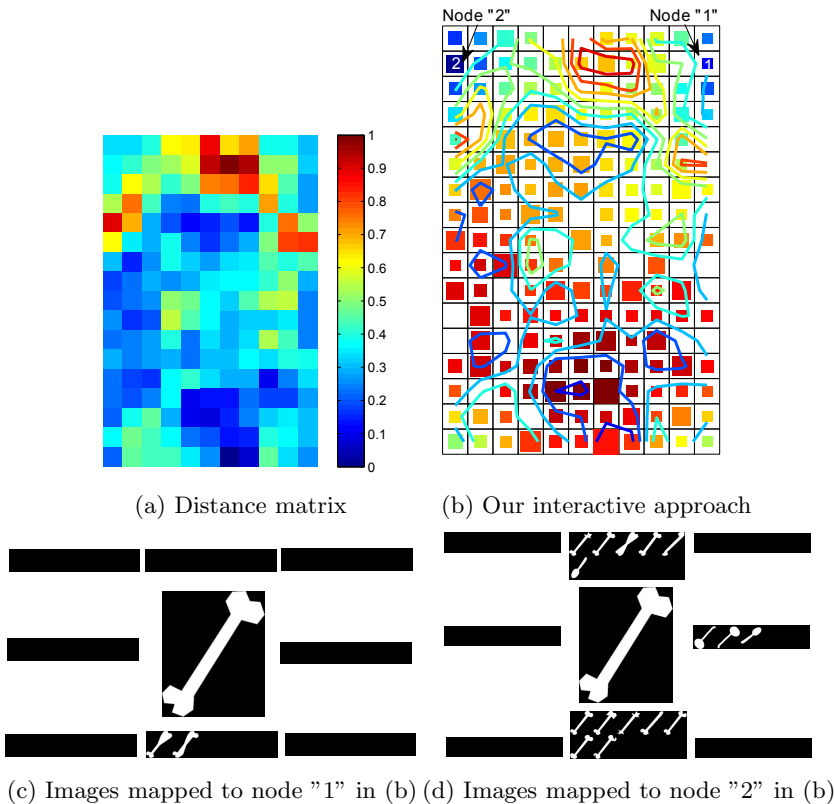 Node "2"
Node "1"
2
1
1
0.9
0.8
0.7
0.6
0.5
0.4
0.3
0.2
0.1
0
(a) Distance matrix
(b) Our interactive approach
(c) Images mapped to node ”1” in (b)
(d) Images mapped to node ”2” in (b)